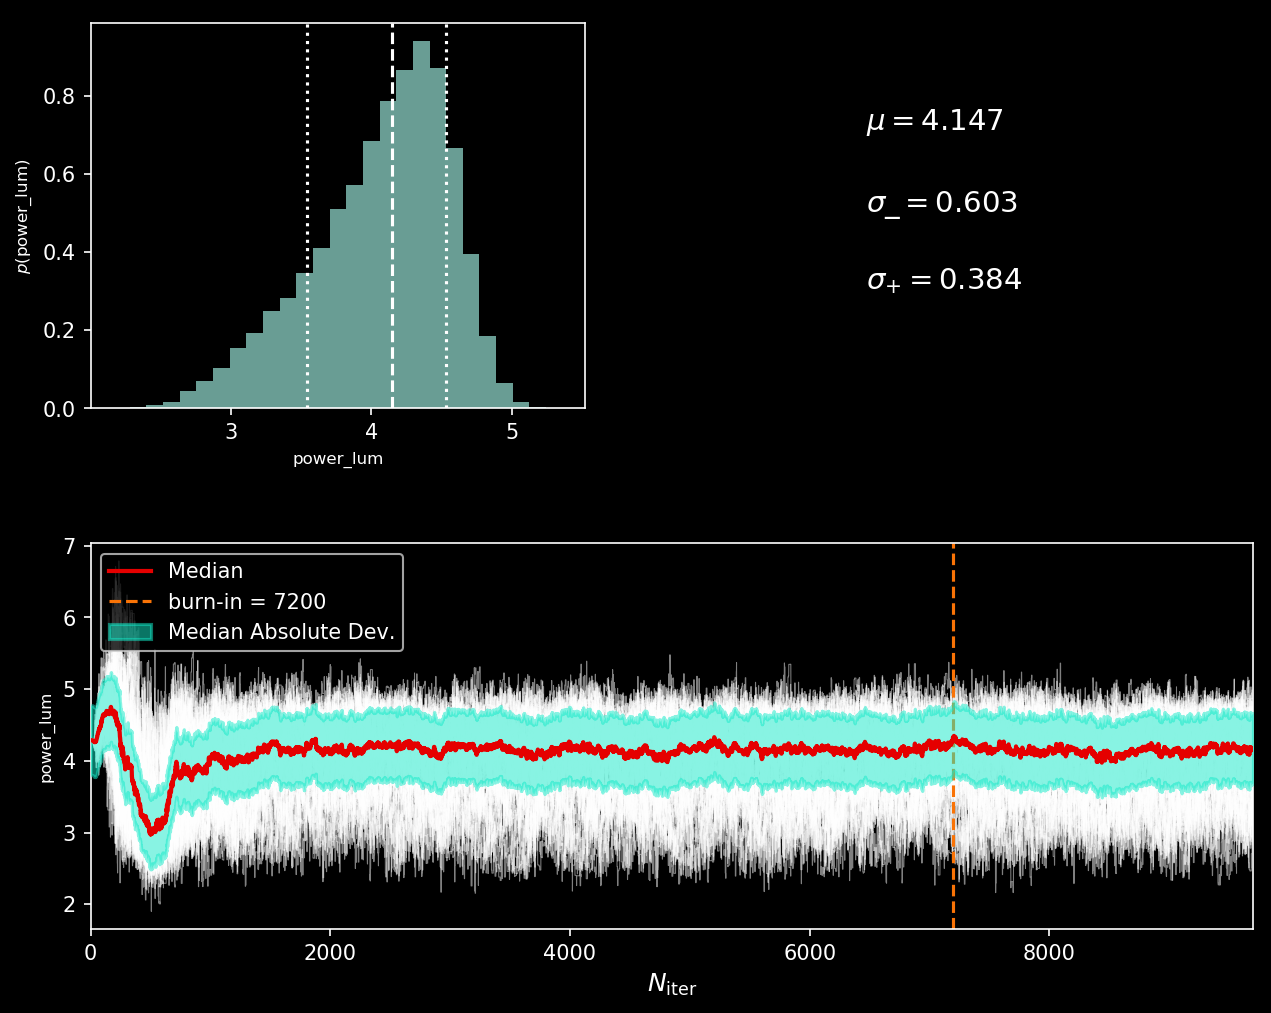 0.8
0.6
0.4
0.2
0.0
p(power_lum)
3 4 5
power_lum
μ = 4.147
σ_ = 0.603
σ+ = 0.384
Median
burn-in = 7200
Median Absolute Dev.
7
6
5
4
3
2
power_lum
0 2000 4000 6000 8000
Niter